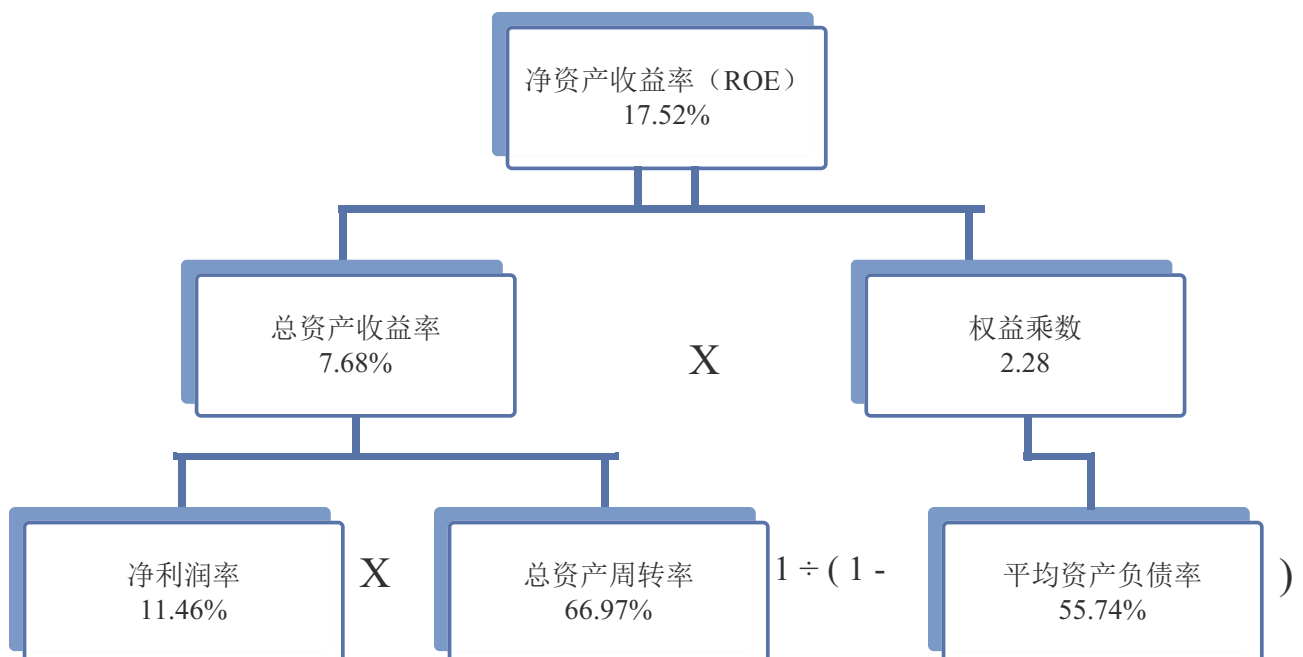 净资产收益率（ROE）
17.52%
总资产收益率
7.68%
X
权益乘数
2.28
净利润率
11.46%
X
总资产周转率
66.97%
1 ÷ ( 1 -
平均资产负债率
55.74%
)